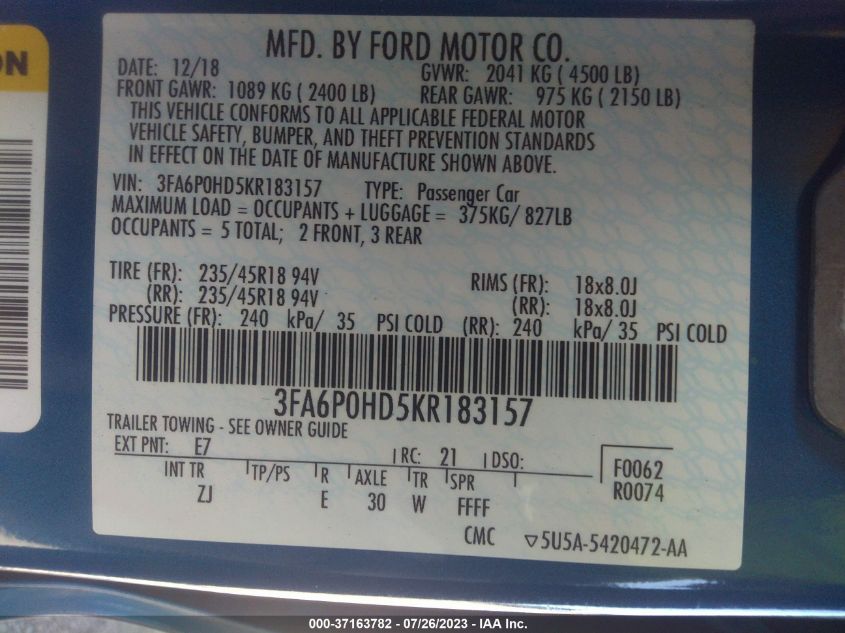 ON
MFD. BY FORD MOTOR CO.
DATE: 12/18 GVWR: 2041 KG ( 4500 LB)
FRONT GAWR: 1089 KG ( 2400 LB) REAR GAWR: 975 KG ( 2150 LB)
THIS VEHICLE CONFORMS TO ALL APPLICABLE FEDERAL MOTOR
VEHICLE SAFETY, BUMPER, AND THEFT PREVENTION STANDARDS
IN EFFECT ON THE DATE OF MANUFACTURE SHOWN ABOVE.
VIN: 3FA6P0HD5KR183157 TYPE: Passenger Car
MAXIMUM LOAD = OCCUPANTS + LUGGAGE = 375KG/ 827LB
OCCUPANTS = 5 TOTAL; 2 FRONT, 3 REAR
TIRE (FR): 235/45R18 94V RIMS (FR): 18x8.0J
(RR): 235/45R18 94V (RR): 18x8.0J
PRESSURE (FR): 240 kPa/ 35 PSI COLD (RR): 240 kPa/ 35 PSI COLD
3FA6P0HD5KR183157
TRAILER TOWING - SEE OWNER GUIDE
EXT PNT: E7 RC: 21 DSO: F0062
INT TR TP/PS R AXLE TR SPR R0074
ZJ E 30 W FFFF
CMC ▽5U5A-5420472-AA
000-37163782 / 07/26/2023 - IAA Inc.